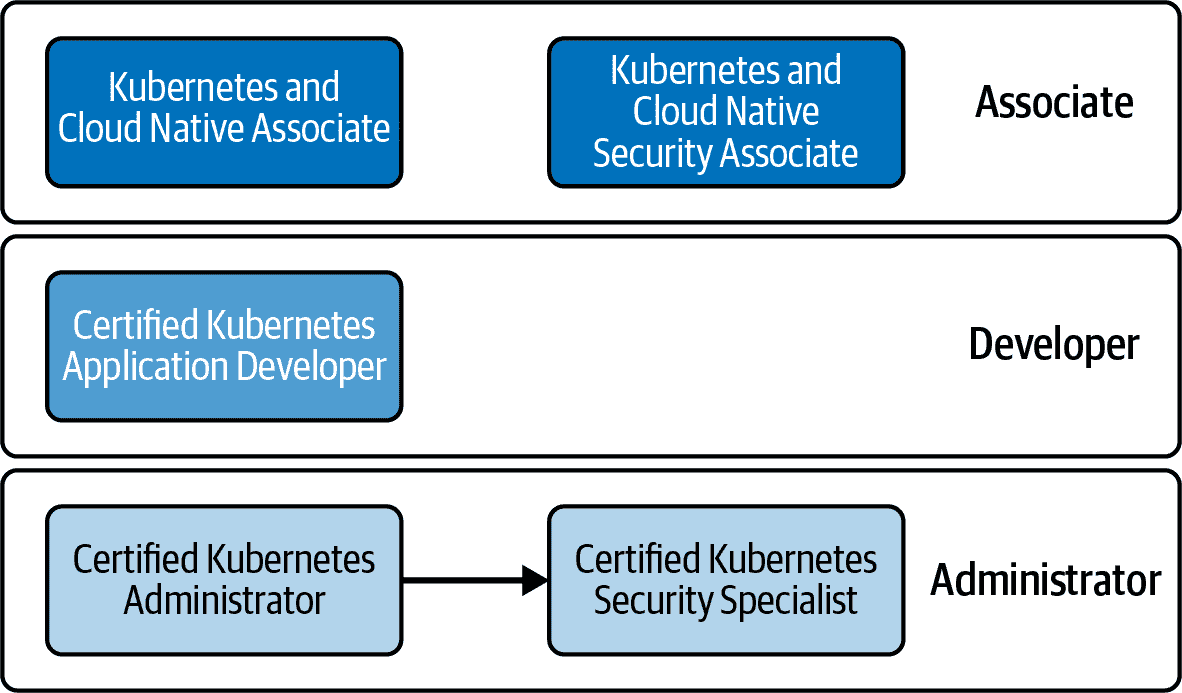 Kubernetes and
Cloud Native Associate
Kubernetes and
Cloud Native
Security Associate
Associate
Certified Kubernetes
Application Developer
Developer
Certified Kubernetes
Administrator
Certified Kubernetes
Security Specialist
Administrator